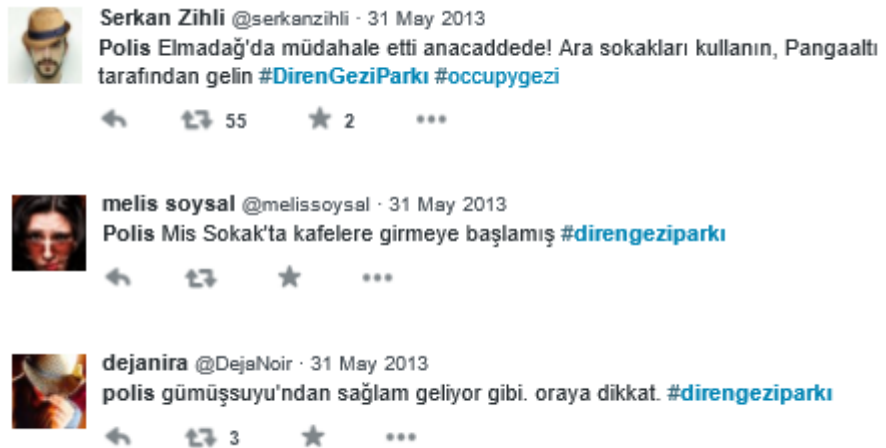 Serkan Zihli @serkanzihli · 31 May 2013
Polis Elmadağ'da müdahale etti anacaddede! Ara sokakları kullanın, Pangaaltı
tarafından gelin #DirenGeziParkı #occupygezi
55 2
melis soysal @melissoysal · 31 May 2013
Polis Mis Sokak'ta kafelere girmeye başlamış #direngeziparkı
dejanira @DejaNoir · 31 May 2013
polis gümüşsuyu'ndan sağlam geliyor gibi. oraya dikkat. #direngeziparkı
3